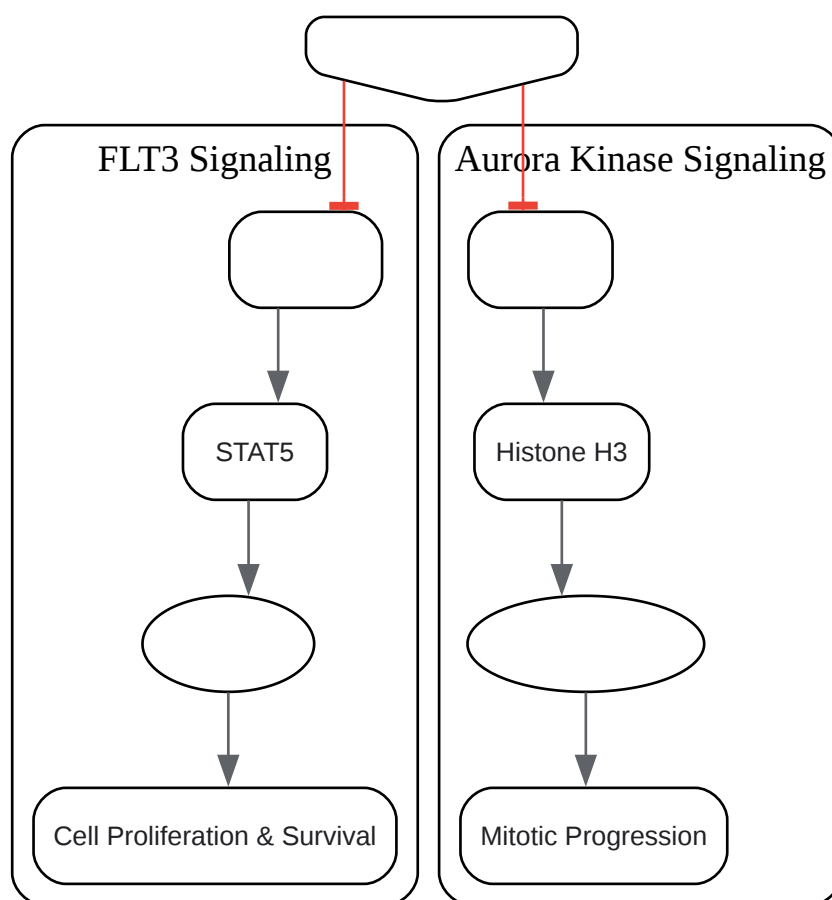 FLT3 Signaling
Aurora Kinase Signaling
STAT5
Histone H3
Cell Proliferation & Survival
Mitotic Progression